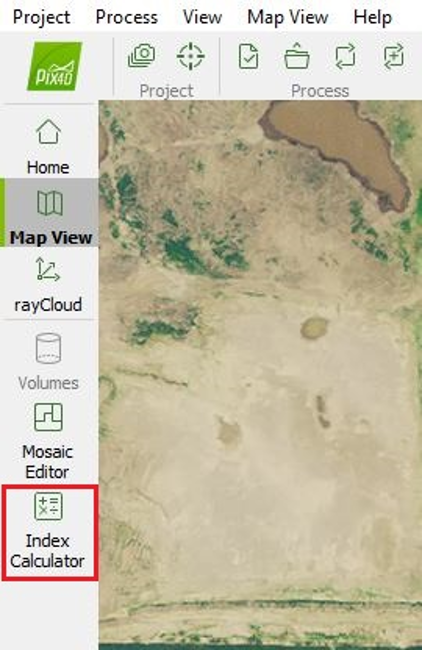 Project Process View Map View Help
PIX4D
Project Process
Home
Map View
rayCloud
Volumes
Mosaic
Editor
Index
Calculator